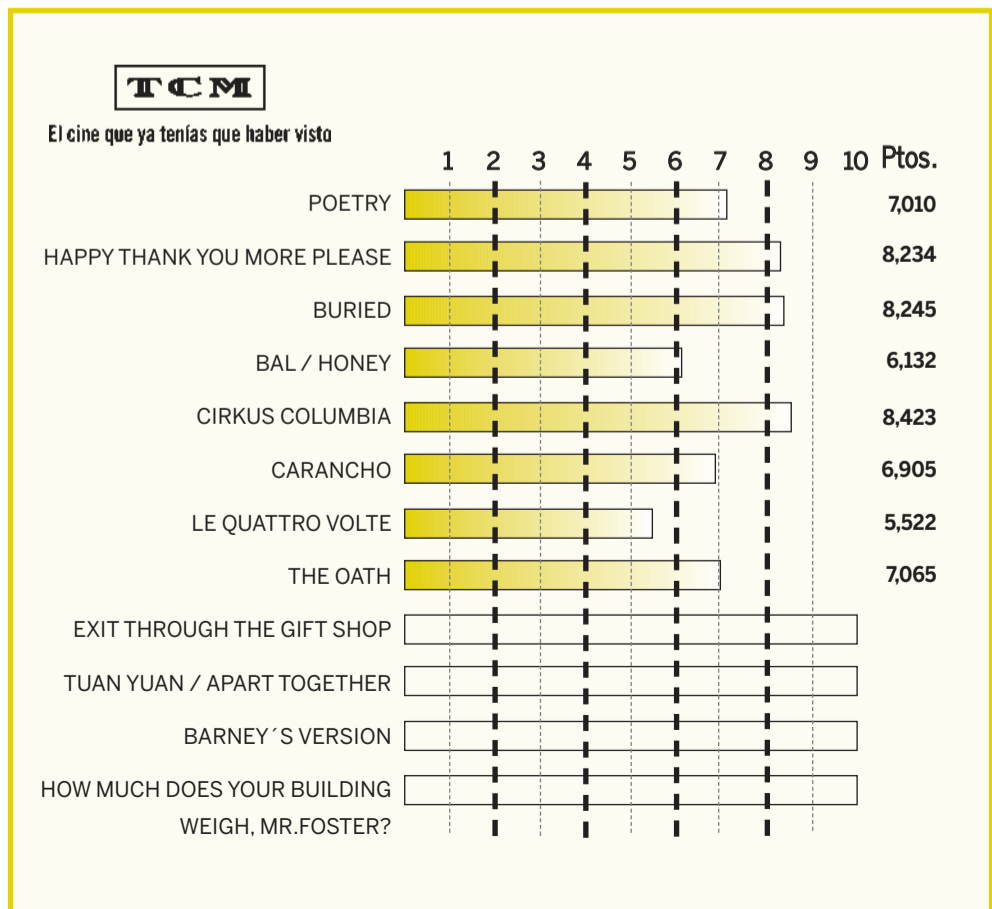 TCM
El cine que ya tenías que haber visto
1 2 3 4 5 6 7 8 9 10 Ptos.
POETRY 7,010
HAPPY THANK YOU MORE PLEASE 8,234
BURIED 8,245
BAL / HONEY 6,132
CIRKUS COLUMBIA 8,423
CARANCHO 6,905
LE QUATTRO VOLTE 5,522
THE OATH 7,065
EXIT THROUGH THE GIFT SHOP
TUAN YUAN / APART TOGETHER
BARNEY´S VERSION
HOW MUCH DOES YOUR BUILDING
WEIGH, MR.FOSTER?